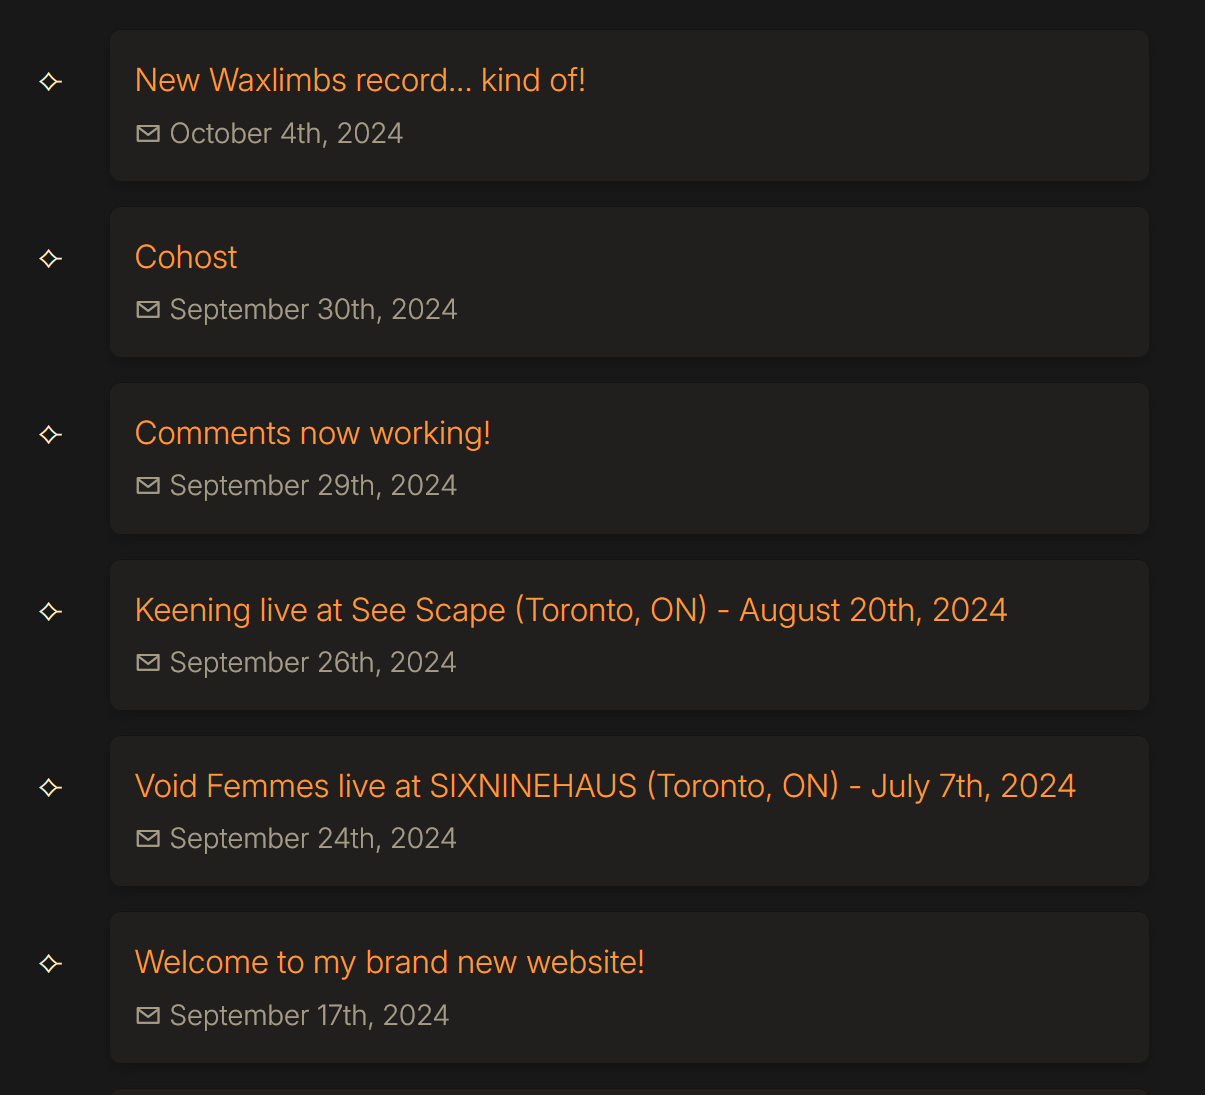 New Waxlimbs record... kind of!
October 4th, 2024
Cohost
September 30th, 2024
Comments now working!
September 29th, 2024
Keening live at See Scape (Toronto, ON) - August 20th, 2024
September 26th, 2024
Void Femmes live at SIXNINEHAUS (Toronto, ON) - July 7th, 2024
September 24th, 2024
Welcome to my brand new website!
September 17th, 2024